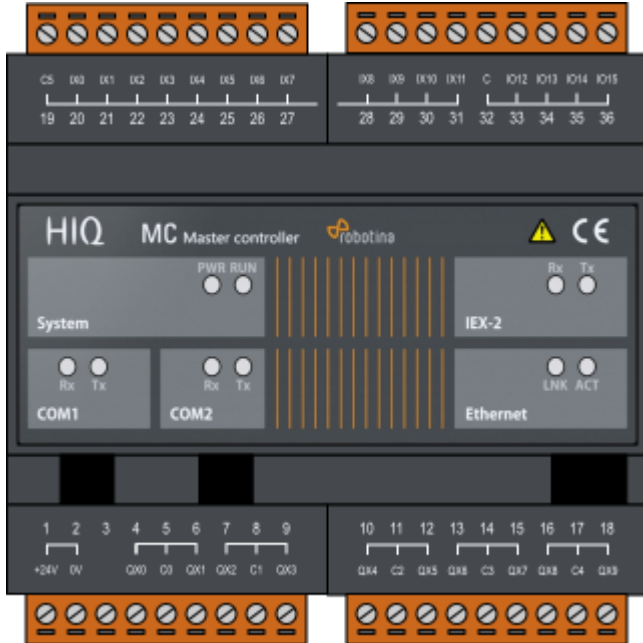 C5 IX0 IX1 IX2 IX3 IX4 IX5 IX6 IX7 IX8 IX9 IX10 IX11 C IO12 IO13 IO14 IO15
19 20 21 22 23 24 25 26 27 28 29 30 31 32 33 34 35 36
HIQ MC Master controller robotina CE
PWR RUN Rx Tx
System IEX-2
Rx Tx Rx Tx LNK ACT
COM1 COM2 Ethernet
1 2 3 4 5 6 7 8 9 10 11 12 13 14 15 16 17 18
+24V 0V QX0 C0 QX1 QX2 C1 QX3 QX4 C2 QX5 QX6 C3 QX7 QX8 C4 QX9